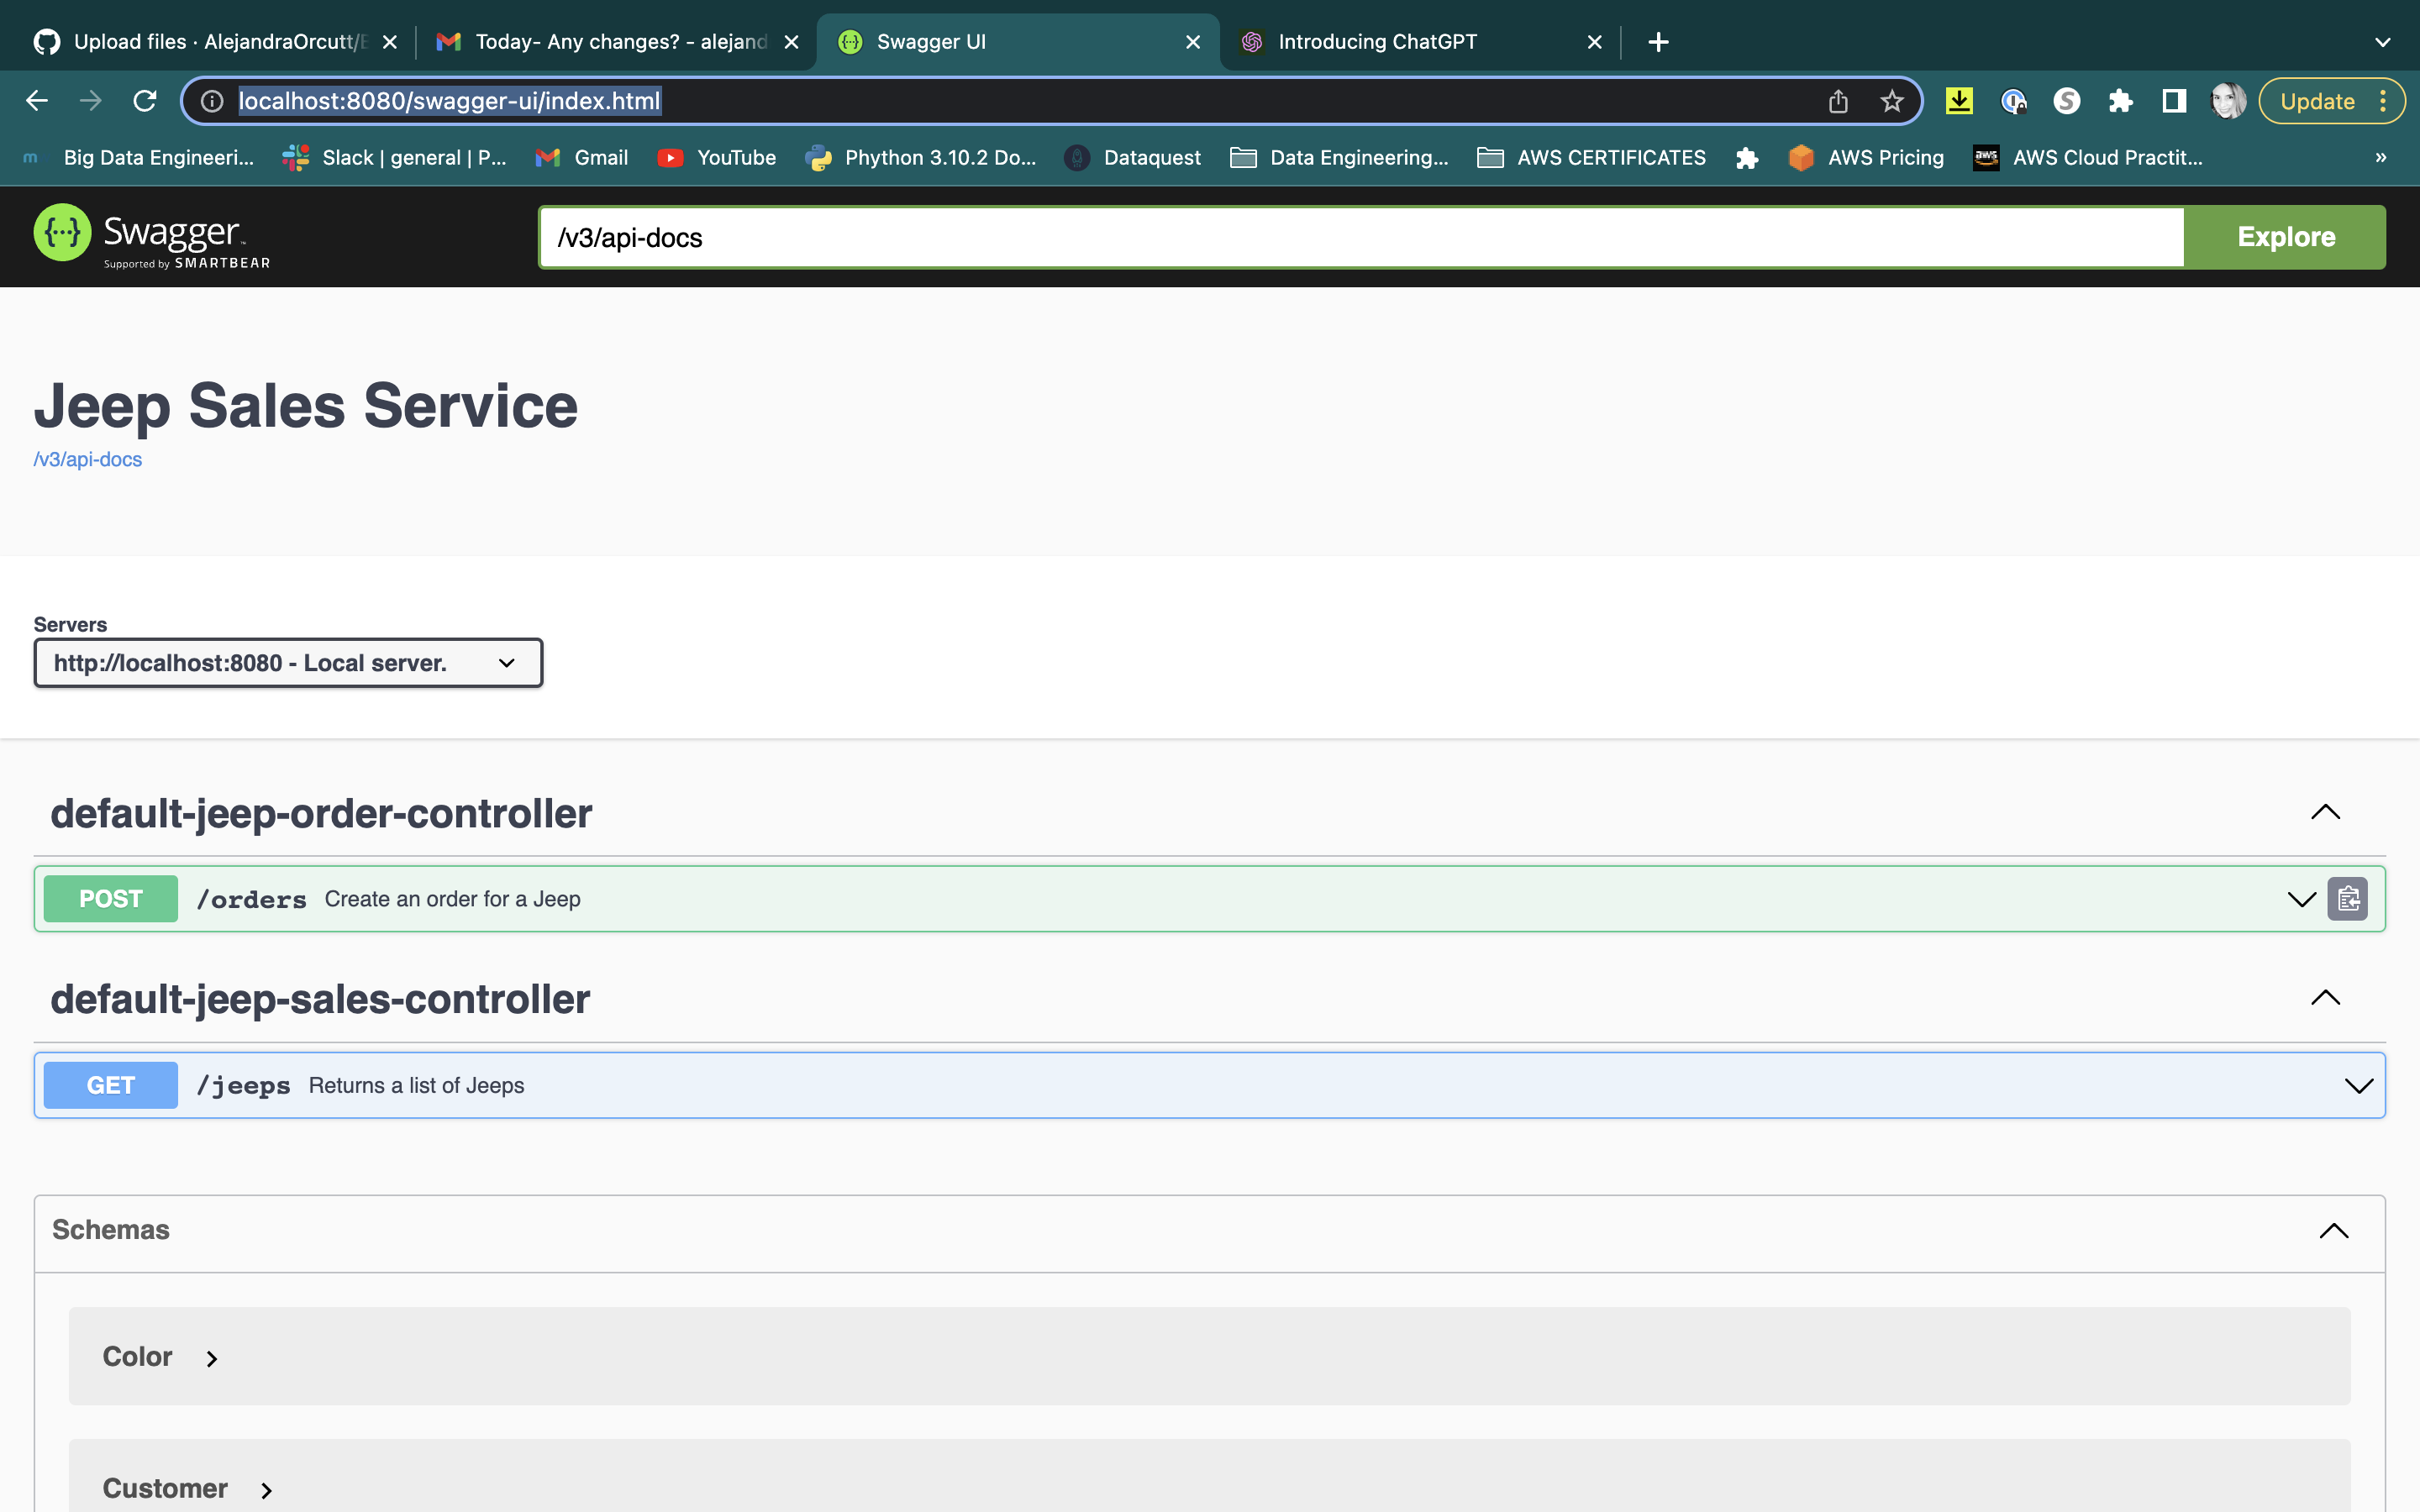 Upload files · AlejandraOrcutt/E
Today- Any changes? - alejand
Swagger UI
Introducing ChatGPT
localhost:8080/swagger-ui/index.html
Update
Big Data Engineeri...
Slack | general | P...
Gmail
YouTube
Phython 3.10.2 Do...
Dataquest
Data Engineering...
AWS CERTIFICATES
AWS Pricing
AWS Cloud Practit...
»
Swagger
Supported by SMARTBEAR
/v3/api-docs
Explore
Jeep Sales Service
/v3/api-docs
Servers
http://localhost:8080 - Local server.
default-jeep-order-controller
POST /orders Create an order for a Jeep
default-jeep-sales-controller
GET /jeeps Returns a list of Jeeps
Schemas
Color
Customer